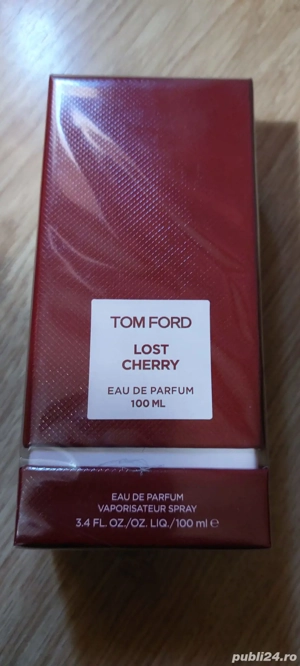 TOM FORD
LOST
CHERRY
EAU DE PARFUM
100 ML
EAU DE PARFUM
VAPORISATEUR SPRAY
3.4 FL. OZ./OZ. LIQ./100 ml ℮
publi24.ro